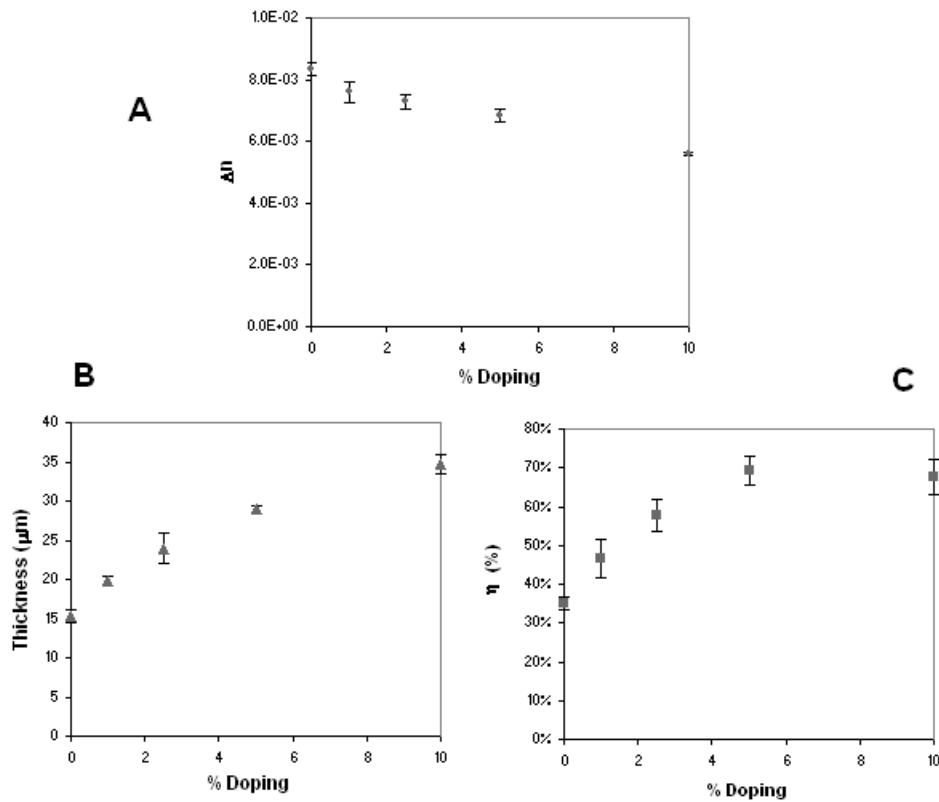 A
1.0E-02
8.0E-03
6.0E-03
4.0E-03
2.0E-03
0.0E+00
Δn
0 2 4 6 8 10
% Doping
B
40
35
30
25
20
15
10
5
0
Thickness (μm)
0 2 4 6 8 10
% Doping
C
80%
70%
60%
50%
40%
30%
20%
10%
0%
η (%)
0 2 4 6 8 10
% Doping